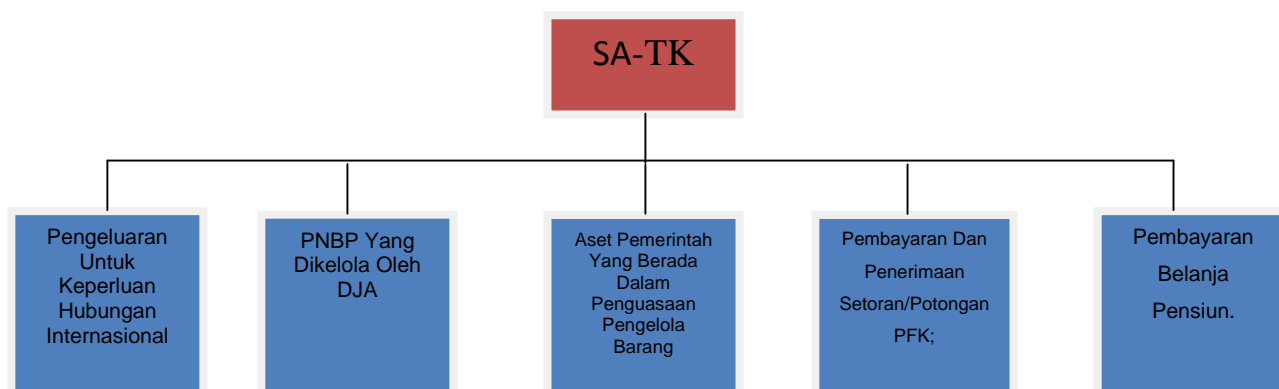 SA-TK
Pengeluaran
Untuk
Keperluan
Hubungan
Internasional
PNBP Yang
Dikelola Oleh
DJA
Aset Pemerintah
Yang Berada
Dalam
Penguasaan
Pengelola
Barang
Pembayaran Dan
Penerimaan
Setoran/Potongan
PFK;
Pembayaran
Belanja
Pensiun.